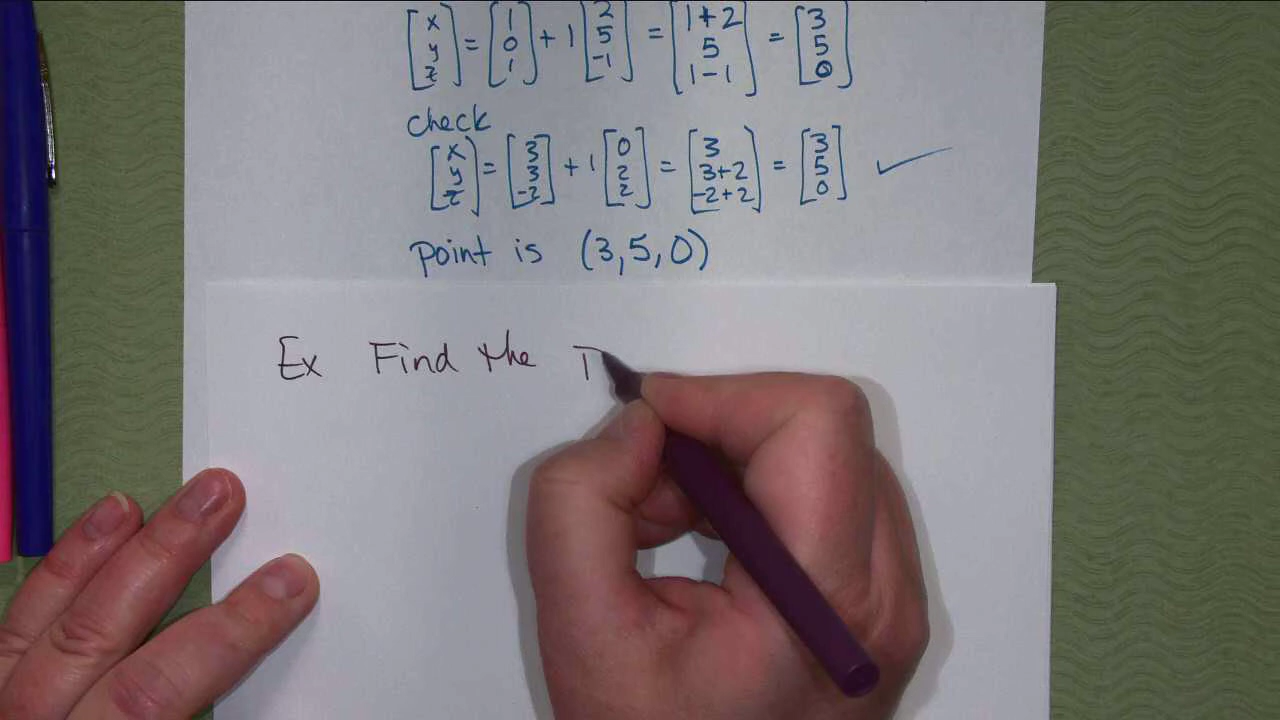 [x y z] = [1 0 1] + 1 [2 5 -1] = [1+2 5 1-1] = [3 5 0]
check
[x y z] = [3 3 -2] + 1 [0 2 2] = [3 3+2 -2+2] = [3 5 0] ✓
point is (3,5,0)
Ex Find the